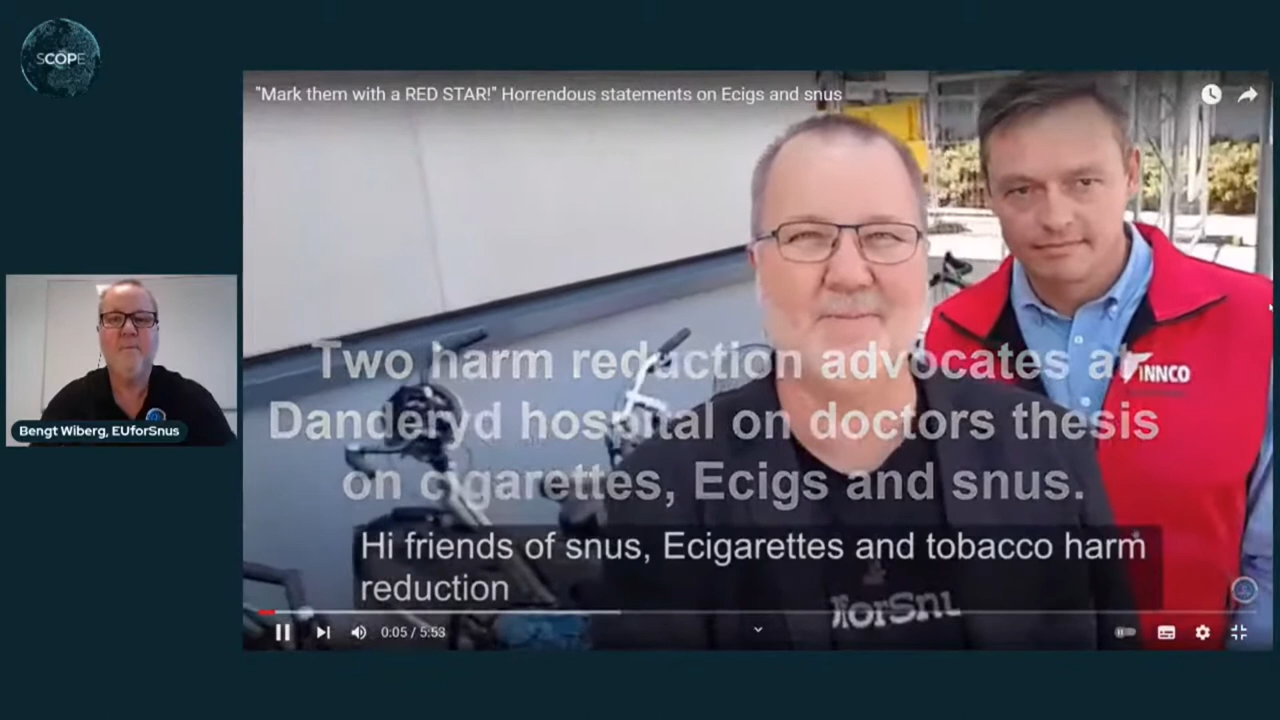 SCOPE
"Mark them with a RED STAR!" Horrendous statements on Ecigs and snus
INNCO
Two harm reduction advocates at
Danderyd hospital on doctors thesis
on cigarettes, Ecigs and snus.
Bengt Wiberg, EUforSnus
Hi friends of snus, Ecigarettes and tobacco harm
reduction
forSnu
0:05 / 5:53